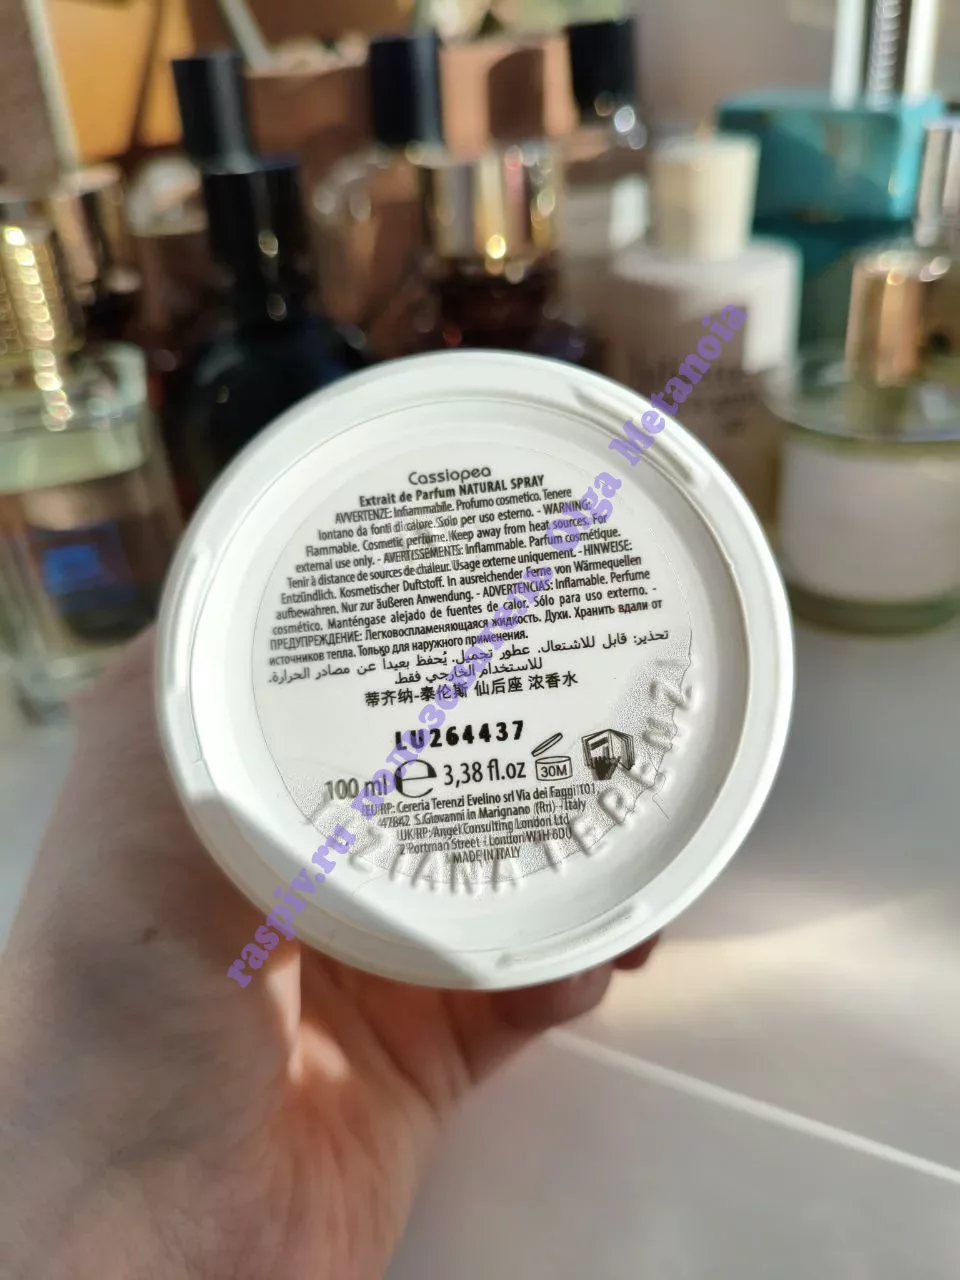 Cassiopea
Extrait de Parfum NATURAL SPRAY
AVVERTENZE: Infiammabile. Profumo cosmetico. Tenere
lontano da fonti di calore. Solo per uso esterno. - WARNING:
Flammable. Cosmetic perfume. Keep away from heat sources. For
external use only. - AVERTISSEMENTS: Inflammable. Parfum cosmétique.
Tenir à distance de sources de chaleur. Usage externe uniquement. - HINWEISE:
Entzündlich. Kosmetischer Duftstoff. In ausreichender Ferne von Wärmequellen
aufbewahren. Nur zur äußeren Anwendung. - ADVERTENCIAS: Inflamable. Perfume
cosmético. Manténgase alejado de fuentes de calor. Sólo para uso externo. -
ПРЕДУПРЕЖДЕНИЕ: Легковоспламеняющаяся жидкость. Духи. Хранить вдали от
источников тепла. Только для наружного применения.
تحذير: قابل للاشتعال. عطور تجميل. يُحفظ بعيداً عن مصادر الحرارة.
للاستخدام الخارجي فقط.
蒂齐纳-泰伦斯 仙后座 浓香水
LU264437
100 ml e 3,38 fl.oz 30M
EU/RP: Cereria Terenzi Evelino srl Via dei Faggi 101
47842 S.Giovanni in Marignano (Rn) - Italy
UK/RP: Angel Consulting London Ltd
2 Portman Street - London W1H 6DU
MADE IN ITALY
TIZIANA TERENZI
raspiv.ru Metanoia